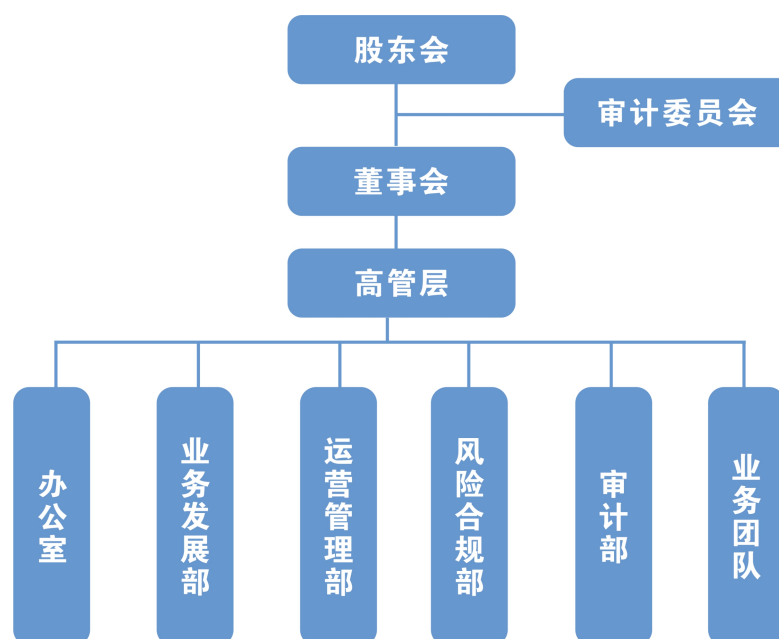 股东会
审计委员会
董事会
高管层
办公室
业务发展部
运营管理部
风险合规部
审计部
业务团队